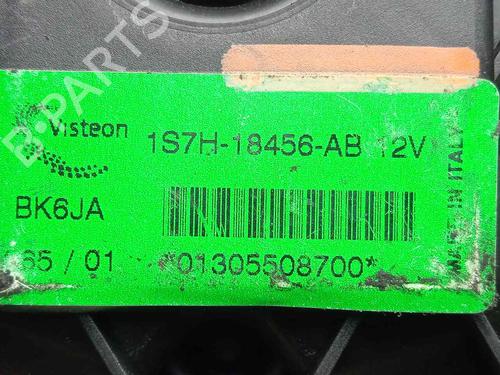 B-PARTS
Visteon
1S7H-18456-AB 12V
BK6JA
65 / 01
*01305508700*
MADE IN ITALY